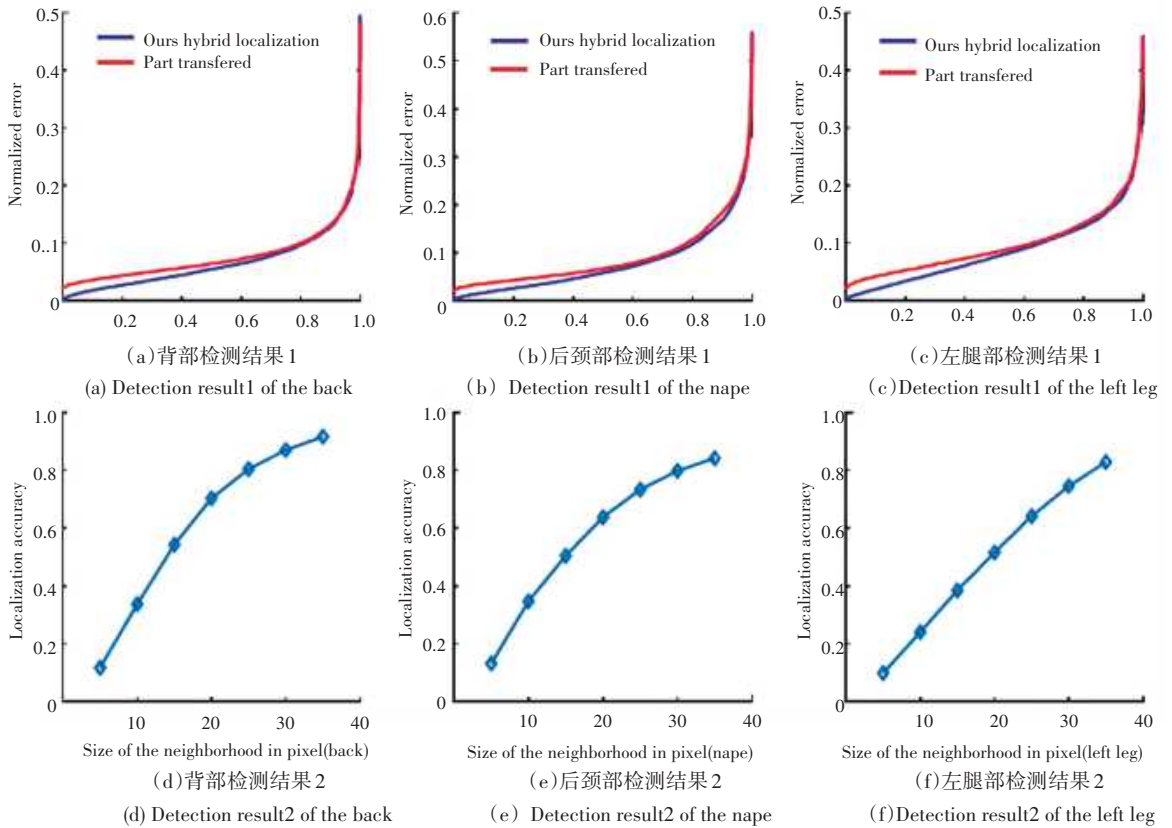 0.5
0.4
0.3
0.2
0..1
0
Normalized error
Ours hybrid localization
Part transfered
0.2 0.4 0.6 0.8 1.0
(a)背部检测结果1
(a) Detection result1 of the back
0.6
0.5
0.4
0.3
0.2
0.1
0
Normalized error
Ours hybrid localization
Part transfered
0.2 0.4 0.6 0.8 1.0
(b)后颈部检测结果1
(b) Detection result1 of the nape
0.5
0.4
0.3
0.2
0.1
0
Normalized error
Ours hybrid localization
Part transfered
0.2 0.4 0.6 0.8 1.0
(c)左腿部检测结果1
(c)Detection result1 of the left leg
1.0
0.8
0.6
0.4
0.2
0
Localization accuracy
10 20 30 40
Size of the neighborhood in pixel(back)
(d)背部检测结果2
(d) Detection result2 of the back
1.0
0.8
0.6
0.4
0.2
0
Localization accuracy
10 20 30 40
Size of the neighborhood in pixel(nape)
(e)后颈部检测结果2
(e) Detection result2 of the nape
1.0
0.8
0.6
0.4
0.2
0
Localization accuracy
10 20 30 40
Size of the neighborhood in pixel(left leg)
(f)左腿部检测结果2
(f)Detection result2 of the left leg